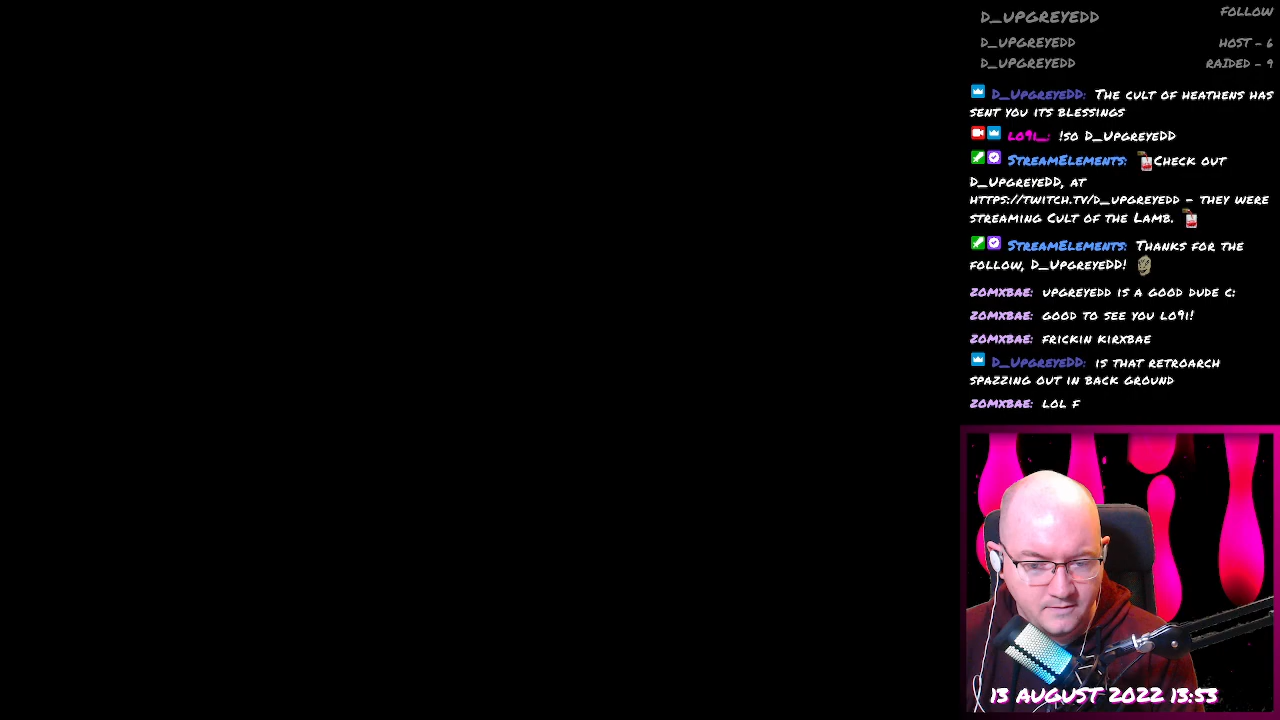 D_UPGREYEDD FOLLOW
D_UPGREYEDD HOST - 6
D_UPGREYEDD RAIDED - 9
D_UpgreyeDD: The cult of heathens has
sent you its blessings
lo9i_: !so D_UpgreyeDD
StreamElements: Check out
D_UpgreyeDD, at
https://twitch.tv/d_upgreyedd - they were
streaming Cult of the Lamb.
StreamElements: Thanks for the
follow, D_UpgreyeDD!
zomxbae: upgreyedd is a good dude c:
zomxbae: good to see you lo9i!
zomxbae: frickin kirxbae
D_UpgreyeDD: is that retroarch
spazzing out in back ground
zomxbae: lol f
13 AUGUST 2022 13:53